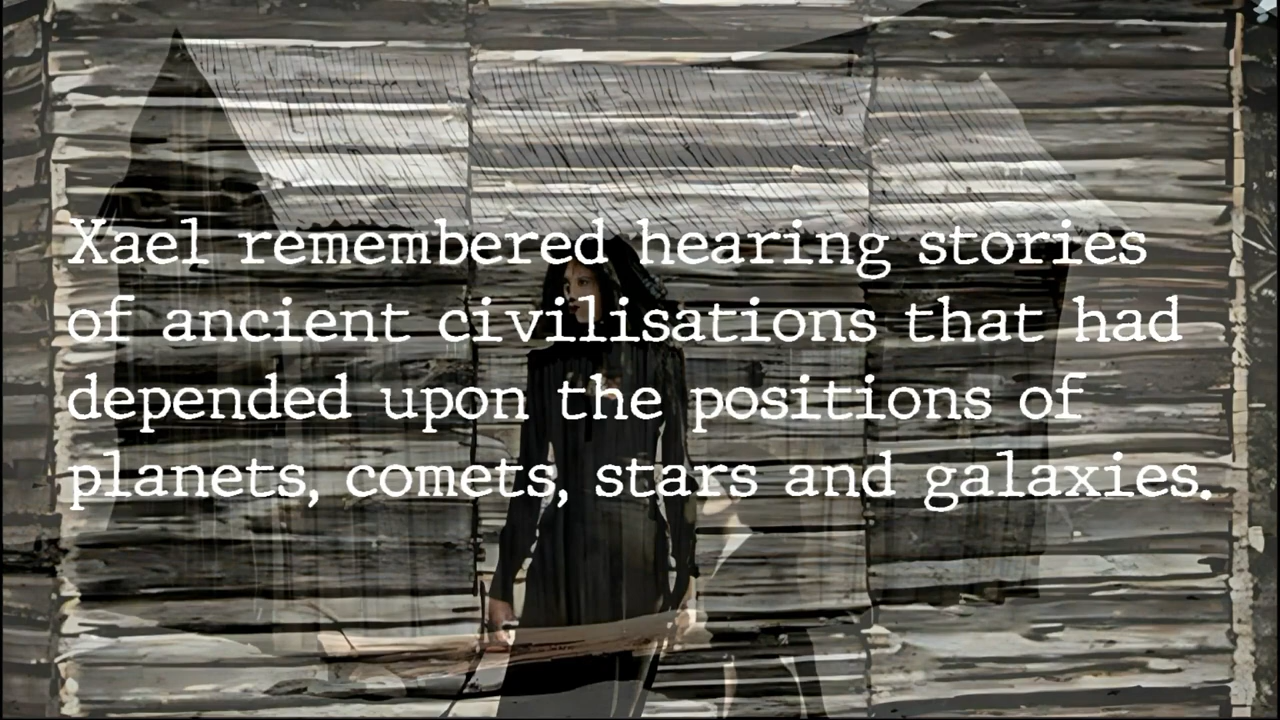 Xael remembered hearing stories
of ancient civilisations that had
depended upon the positions of
planets, comets, stars and galaxies.